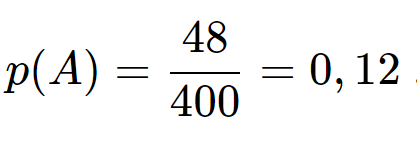 p(A) = 48/400 = 0,12 .